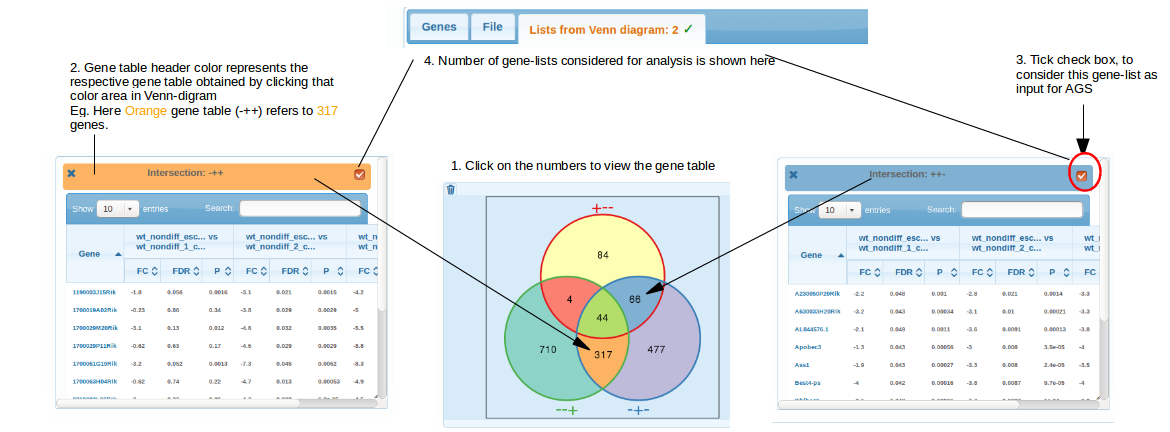 Genes File Lists from Venn diagram: 2 ✓
4. Number of gene-lists considered for analysis is shown here
2. Gene table header color represents the
respective gene table obtained by clicking that
color area in Venn-digram
Eg. Here Orange gene table (-++) refers to 317
genes.
3. Tick check box, to
consider this gene-list as
input for AGS
1. Click on the numbers to view the gene table
Intersection: -++
Show 10 entries Search:
wt_nondiff_esc... vs wt_nondiff_esc... vs
wt_nondiff_1_c... wt_nondiff_2_c...
Gene
FC FDR P FC FDR P FC
1190003J15Rik -1.8 0.056 0.0016 -3.1 0.021 0.0015 -4.2
1700019A02Rik -0.23 0.86 0.34 -3.8 0.029 0.0029 -5
1700029M20Rik -3.1 0.13 0.012 -4.6 0.032 0.0035 -5.5
1700029P11Rik -0.62 0.63 0.17 -4.6 0.029 0.0029 -8.8
1700061G19Rik -3.2 0.052 0.0013 -7.3 0.046 0.0062 -8.3
1700063H04Rik -0.62 0.74 0.22 -4.7 0.013 0.00053 -4.9
+--
84
4
66
44
710
317
477
--+
-+-
Intersection: ++-
Show 10 entries Search:
wt_nondiff_esc... vs wt_nondiff_esc... vs
wt_nondiff_1_c... wt_nondiff_2_c...
Gene
FC FDR P FC FDR P FC
A230050P20Rik -2.2 0.048 0.001 -2.8 0.021 0.0014 -3.3
A630033H20Rik -3.2 0.043 0.00034 -3.1 0.01 0.00021 -3.3
AL844576.1 -2.1 0.048 0.0011 -3.5 0.0091 0.00013 -3.8
Apobec3 -1.3 0.043 0.00056 -3 0.008 3.5e-05 -4
Ass1 -1.9 0.043 0.00027 -3.3 0.008 2.4e-05 -3.5
Best4-ps -4 0.042 0.00016 -3.8 0.0087 9.7e-05 -4